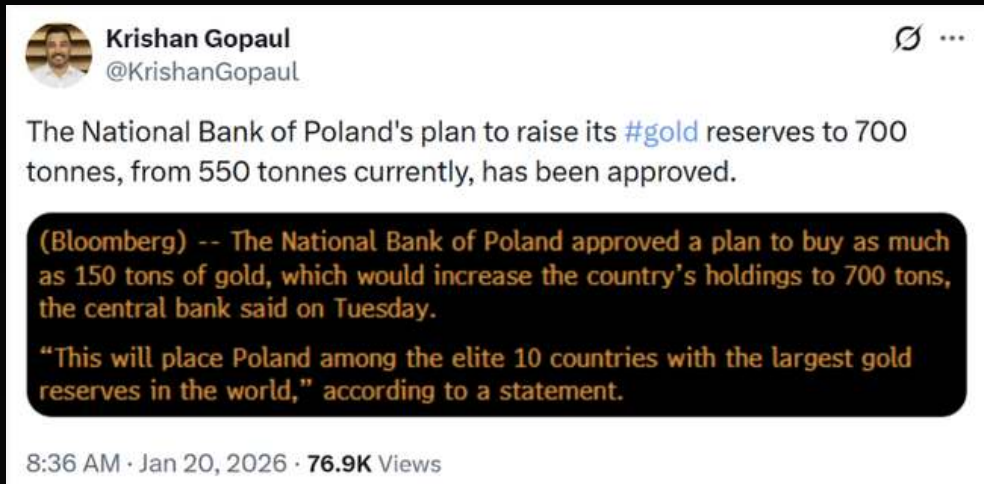 Krishan Gopaul
@KrishanGopaul
The National Bank of Poland's plan to raise its #gold reserves to 700
tonnes, from 550 tonnes currently, has been approved.
(Bloomberg) -- The National Bank of Poland approved a plan to buy as much
as 150 tons of gold, which would increase the country’s holdings to 700 tons,
the central bank said on Tuesday.
“This will place Poland among the elite 10 countries with the largest gold
reserves in the world,” according to a statement.
8:36 AM · Jan 20, 2026 · 76.9K Views